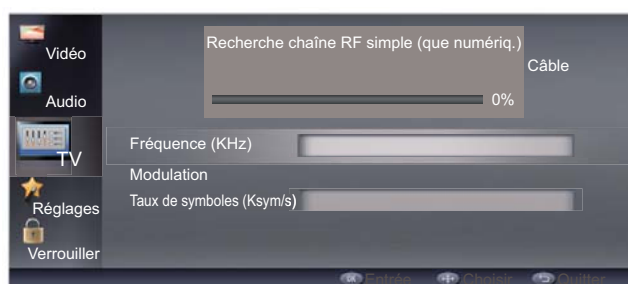 Vidéo
Audio
TV
Réglages
Verrouiller
Recherche chaîne RF simple (que numériq.)
Câble
0%
Fréquence (KHz)
Modulation
Taux de symboles (Ksym/s)
OK Entrée Choisir Quitter